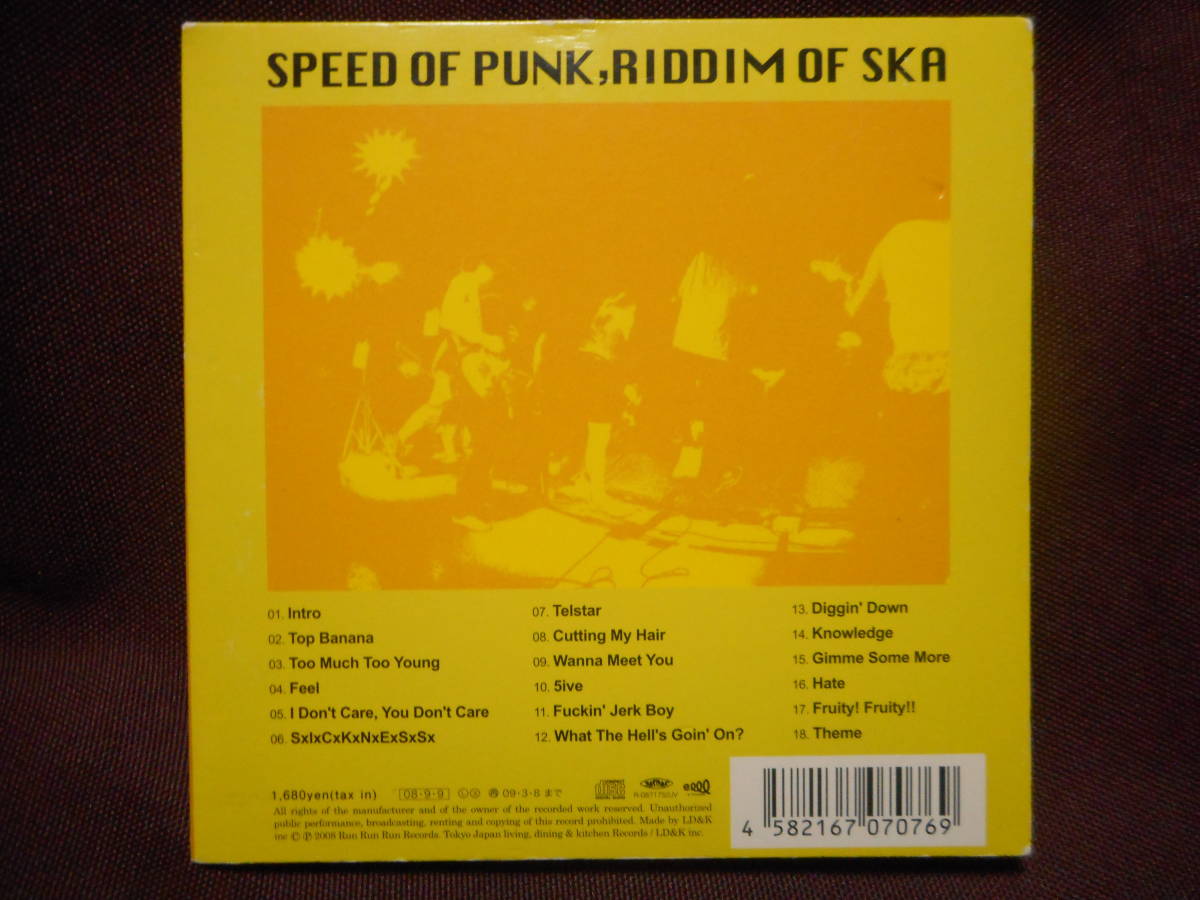 SPEED OF PUNK,RIDDIM OF SKA
01. Intro
02. Top Banana
03. Too Much Too Young
04. Feel
05. I Don't Care, You Don't Care
06. SxIxCxKxNxExSxSx
07. Telstar
08. Cutting My Hair
09. Wanna Meet You
10. 5ive
11. Fuckin' Jerk Boy
12. What The Hell's Goin' On?
13. Diggin' Down
14. Knowledge
15. Gimme Some More
16. Hate
17. Fruity! Fruity!!
18. Theme
1,680yen(tax in) 08·9·9 09·3·8 まで
COMPACT disc DIGITAL AUDIO
All rights of the manufacturer and of the owner of the recorded work reserved. Unauthorized
public performance, broadcasting, renting and copying of this record prohibited. Made by LD&K
inc © ℗ 2008 Run Run Run Records. Tokyo Japan living, dining & kitchen Records / LD&K inc.
4 582167 070769